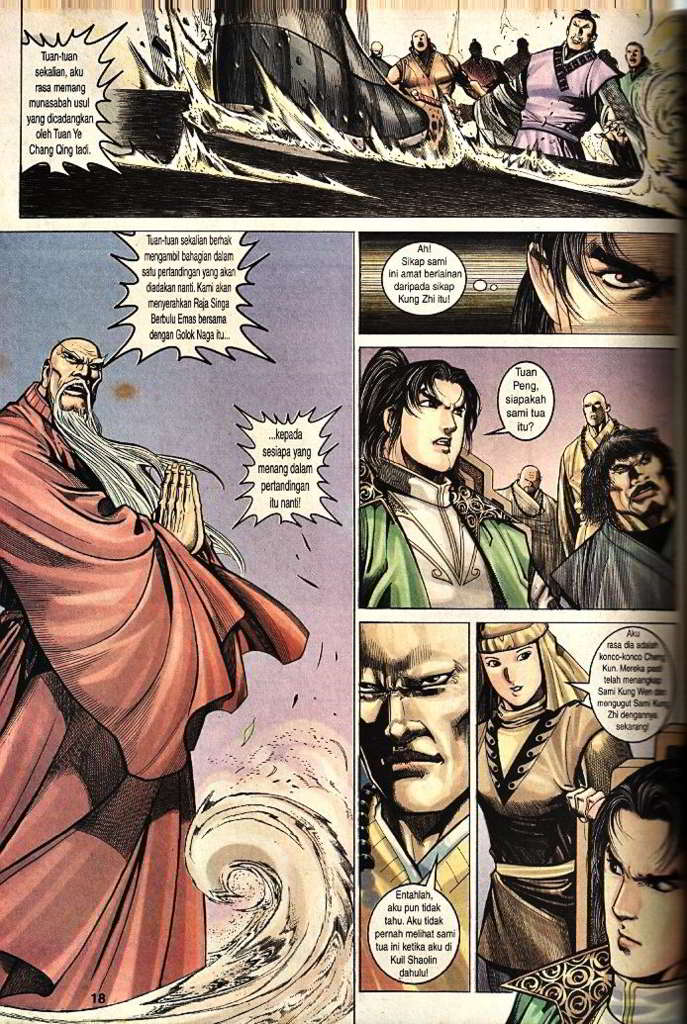 Tuan-tuan
sekalian, aku
rasa memang
munasabah usul
yang dicadangkan
oleh Tuan Ye
Chang Qing tadi.
Tuan-tuan sekalian berhak
mengambil bahagian dalam
satu pertandingan yang akan
diadakan nanti. Kami akan
menyerahkan Raja Singa
Berbulu Emas bersama
dengan Golok Naga itu...
...kepada
sesiapa yang
menang dalam
pertandingan
itu nanti!
Ah!
Sikap sami
ini amat berlainan
daripada sikap
Kung Zhi itu!
Tuan
Peng,
siapakah
sami tua
itu?
Entahlah,
aku pun tidak
tahu. Aku tidak
pernah melihat sami
tua ini ketika aku di
Kuil Shaolin
dahulu!
Aku
rasa dia adalah
konco-konco Cheng
Kun. Mereka pasti
telah menangkap
Sami Kung Wen dan
mengugut Sami Kung
Zhi dengannya
sekarang!
18